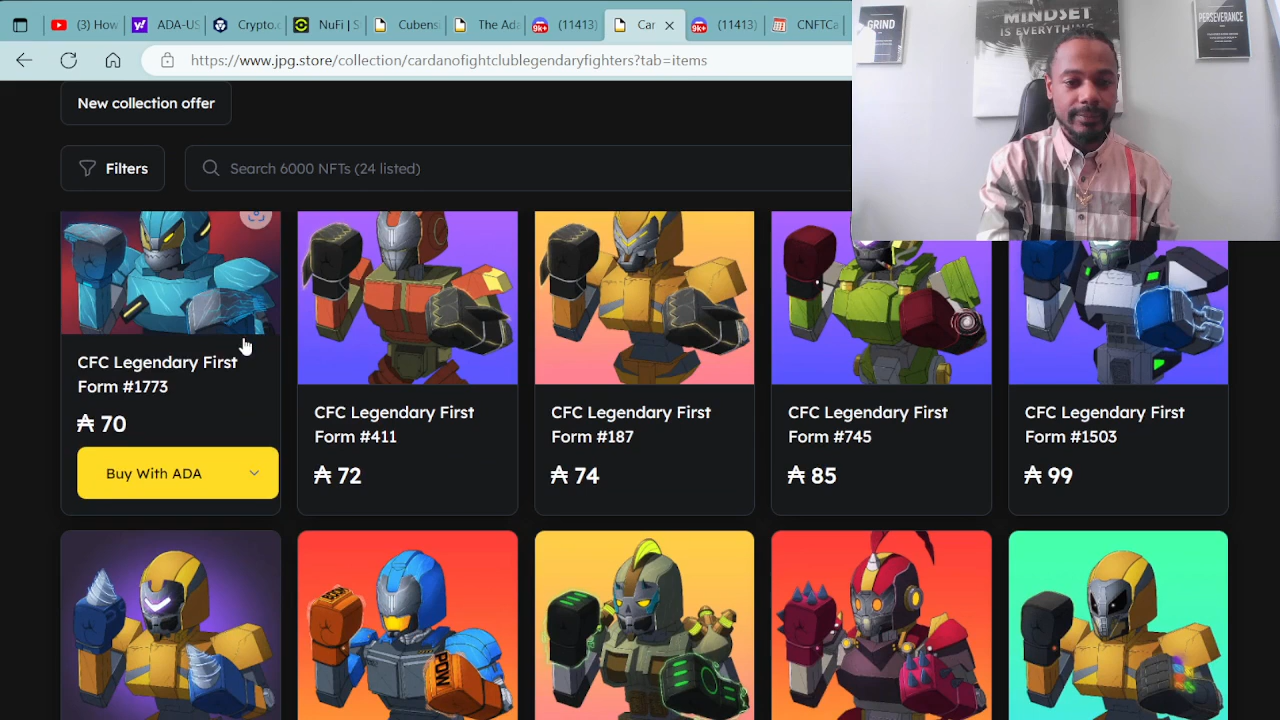 (3) How
ADA-US
Crypto.c
NuFi | S
Cubens
The Ada
9K+
(11413)
Car
9K+
(11413)
CNFTCa
https://www.jpg.store/collection/cardanofightclublegendaryfighters?tab=items
GRIND
MINDSET
IS EVERYTHING
PERSEVERANCE
New collection offer
Filters
Search 6000 NFTs (24 listed)
CFC Legendary First
Form #1773
₳ 70
Buy With ADA
CFC Legendary First
Form #411
₳ 72
CFC Legendary First
Form #187
₳ 74
CFC Legendary First
Form #745
₳ 85
CFC Legendary First
Form #1503
₳ 99
POW